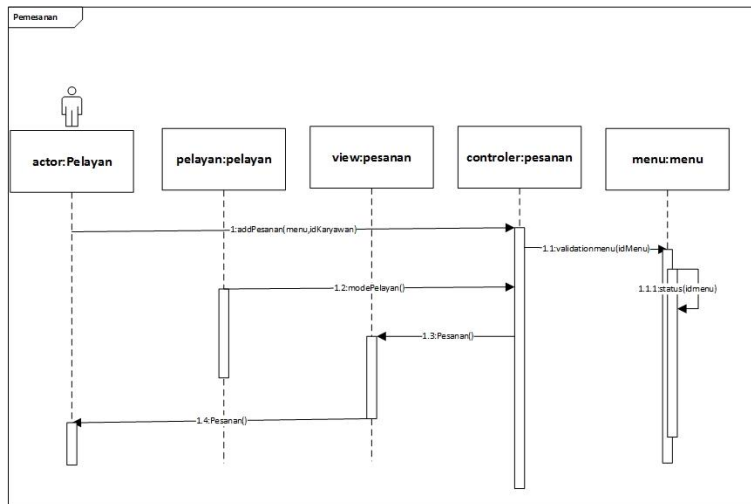 Pemesanan
actor:Pelayan
pelayan:pelayan
view:pesanan
controler:pesanan
menu:menu
1:addPesanan(menu,idKaryawan)
1.1:validationmenu(idMenu)
1.1.1:status(idmenu)
1.2:modePelayan()
1.3:Pesanan()
1.4:Pesanan()